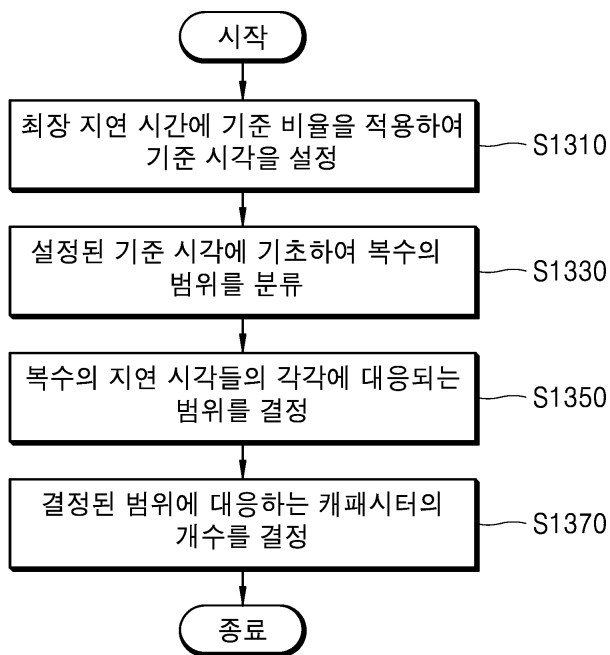 시작
최장 지연 시간에 기준 비율을 적용하여
기준 시각을 설정
S1310
설정된 기준 시각에 기초하여 복수의
범위를 분류
S1330
복수의 지연 시각들의 각각에 대응되는
범위를 결정
S1350
결정된 범위에 대응하는 캐패시터의
개수를 결정
S1370
종료